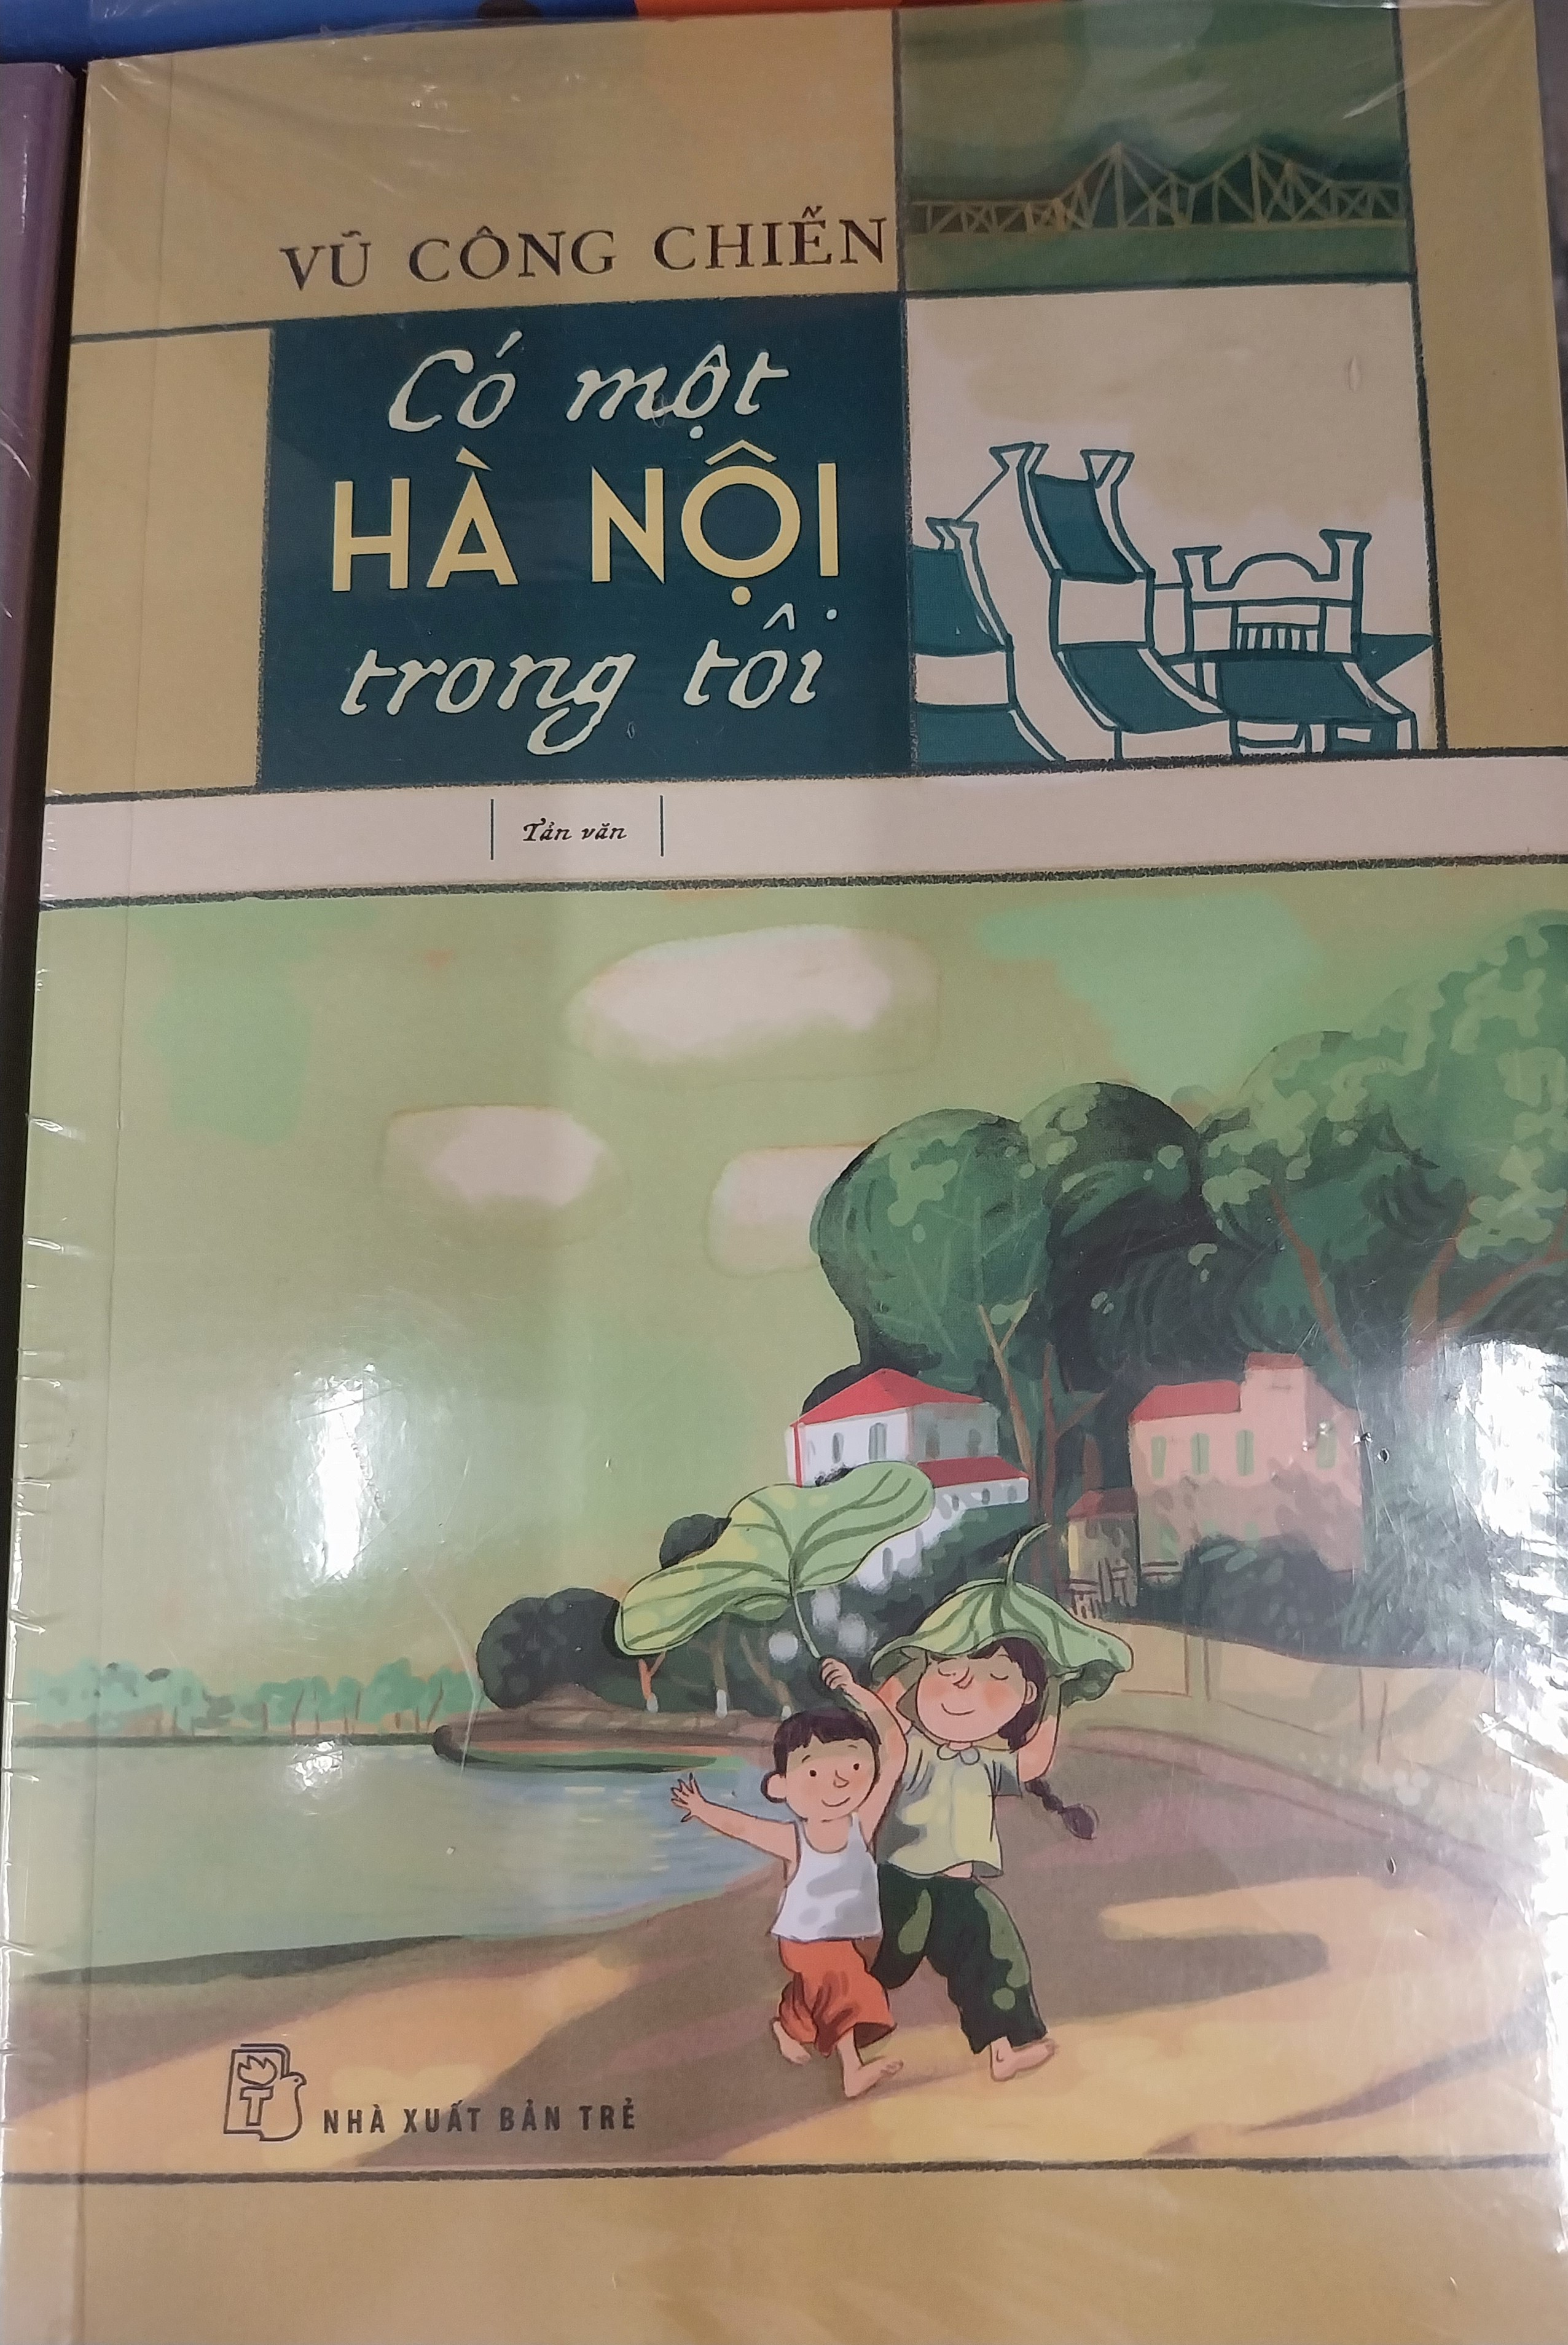 VŨ CÔNG CHIẾN
Có một
HÀ NỘI
trong tôi
Tản văn
T
NHÀ XUẤT BẢN TRẺ